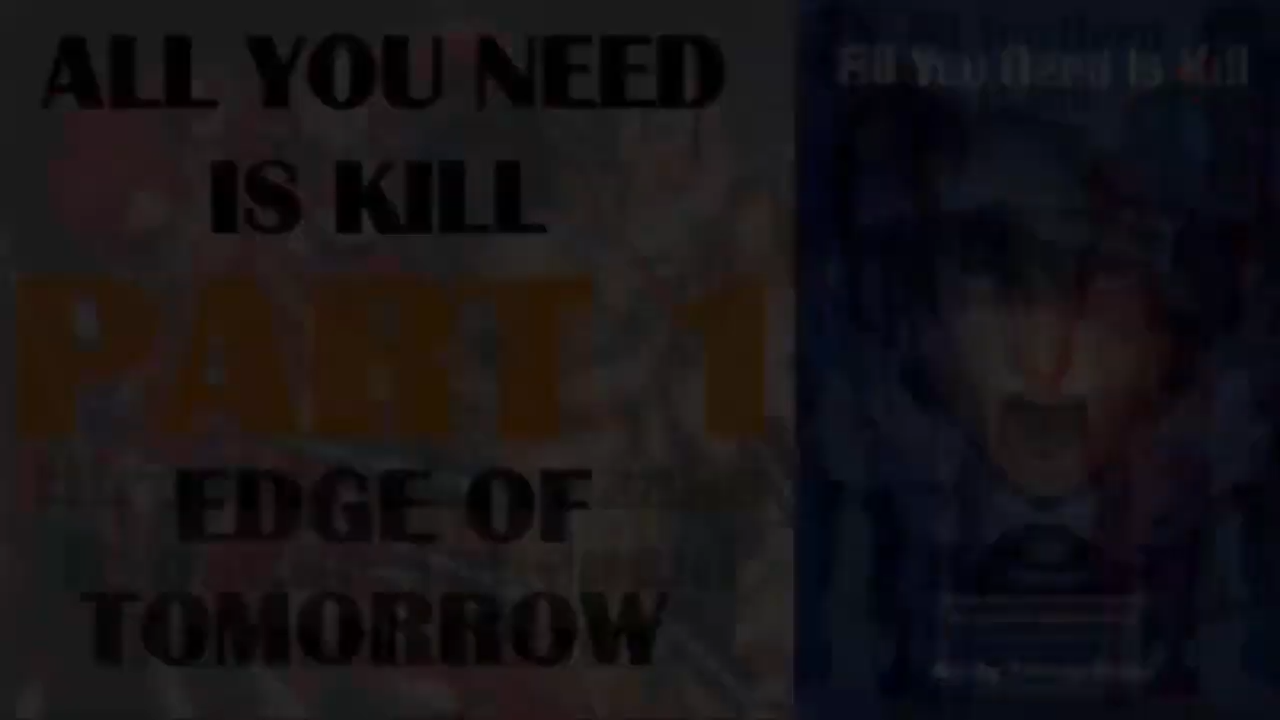 ALL YOU NEED
IS KILL
PART 1
EDGE OF
TOMORROW
All You Need Is Kill